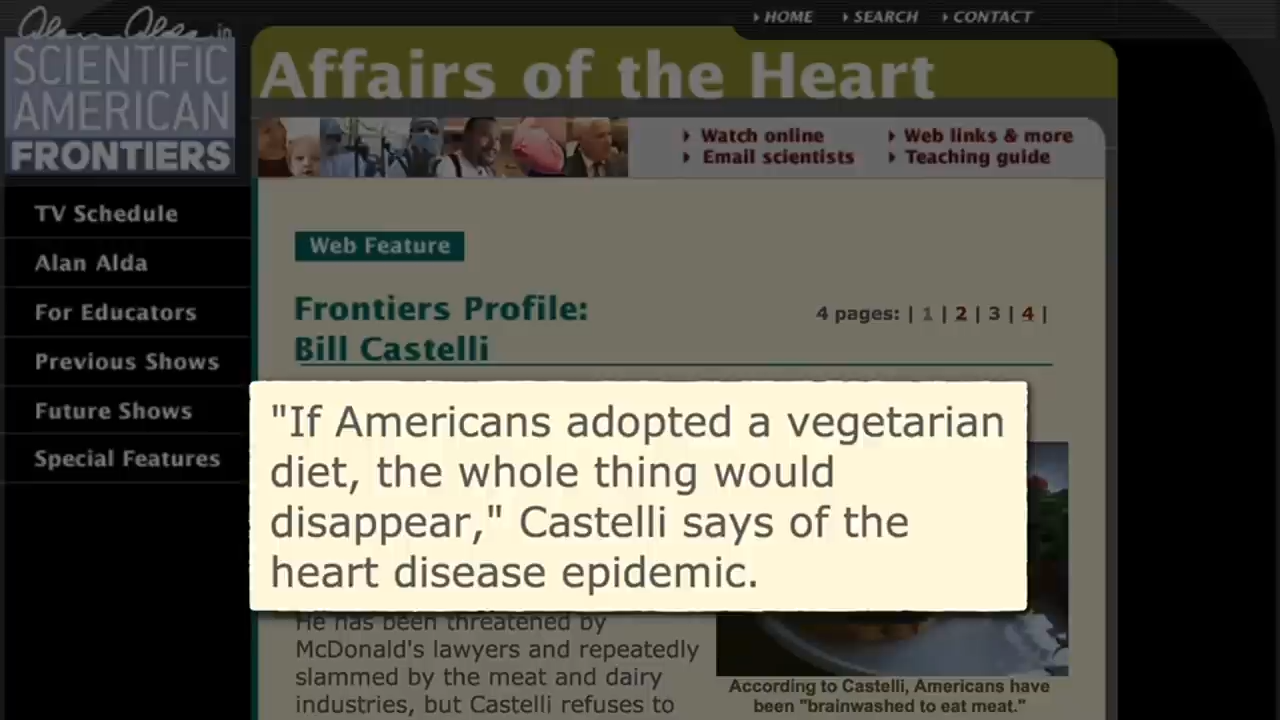 HOME
SEARCH
CONTACT
Alan Alda in
SCIENTIFIC
AMERICAN
FRONTIERS
Affairs of the Heart
Watch online
Web links & more
Email scientists
Teaching guide
TV Schedule
Alan Alda
For Educators
Previous Shows
Future Shows
Special Features
Web Feature
Frontiers Profile:
Bill Castelli
4 pages: | 1 | 2 | 3 | 4 |
"If Americans adopted a vegetarian
diet, the whole thing would
disappear," Castelli says of the
heart disease epidemic.
He has been threatened by
McDonald's lawyers and repeatedly
slammed by the meat and dairy
industries, but Castelli refuses to
According to Castelli, Americans have
been "brainwashed to eat meat."